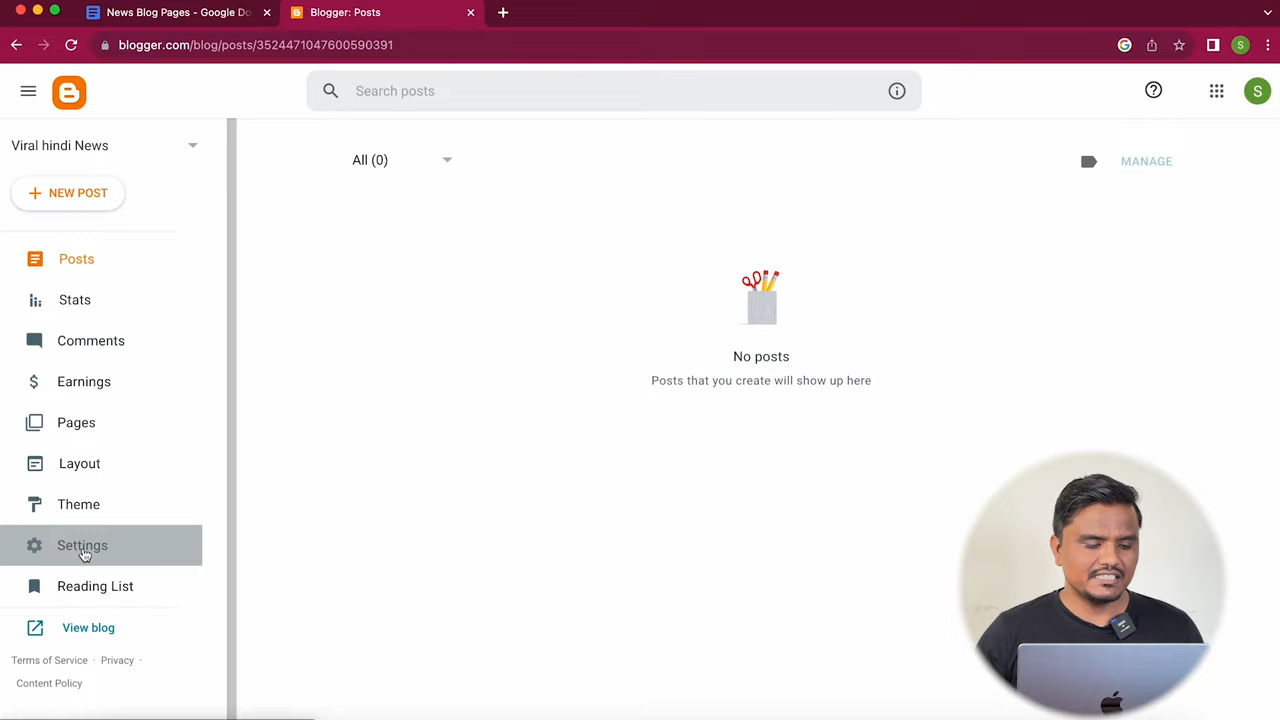 News Blog Pages - Google Do
Blogger: Posts
blogger.com/blog/posts/3524471047600590391
S
Search posts
S
Viral hindi News
NEW POST
All (0)
MANAGE
Posts
Stats
Comments
Earnings
Pages
Layout
Theme
Settings
Reading List
View blog
Terms of Service · Privacy ·
Content Policy
No posts
Posts that you create will show up here